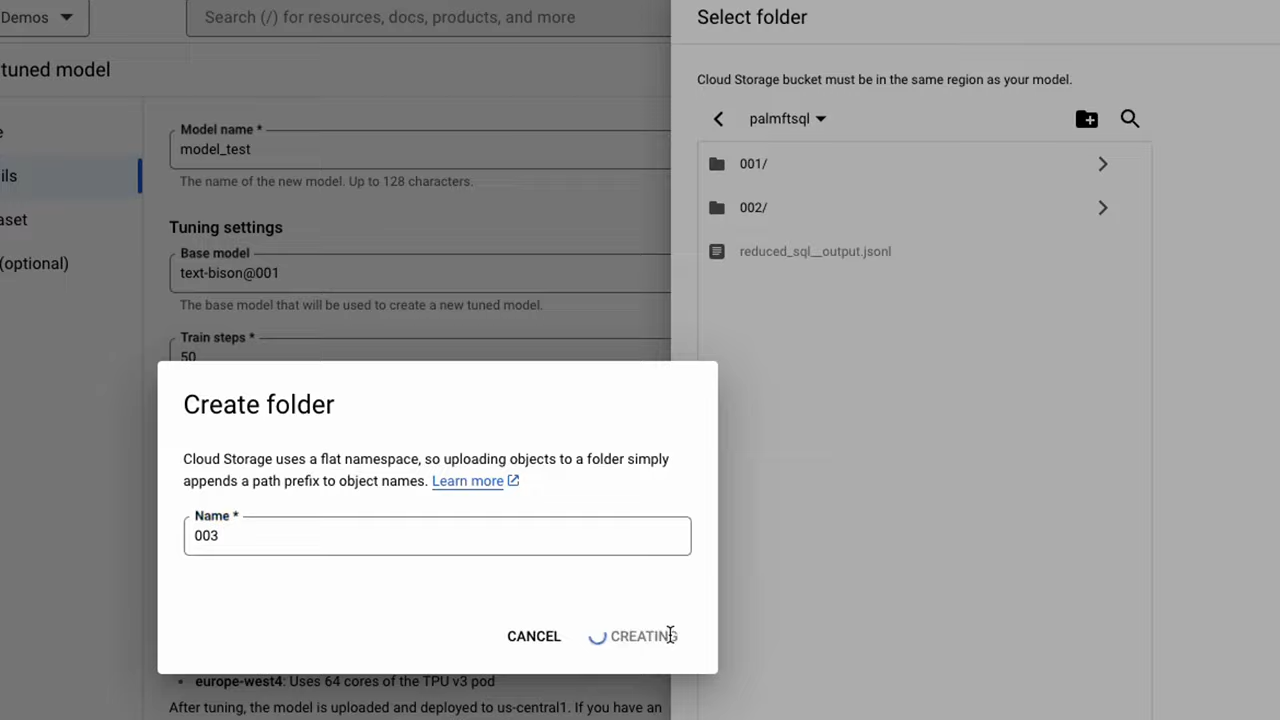 Demos
Search (/) for resources, docs, products, and more
Select folder
tuned model
Cloud Storage bucket must be in the same region as your model.
palmftsql
001/
002/
reduced_sql__output.jsonl
e
ils
aset
(optional)
Model name *
model_test
The name of the new model. Up to 128 characters.
Tuning settings
Base model
text-bison@001
The base model that will be used to create a new tuned model.
Train steps *
50
Create folder
Cloud Storage uses a flat namespace, so uploading objects to a folder simply
appends a path prefix to object names. Learn more
Name *
003
CANCEL
CREATING
• europe-west4: Uses 64 cores of the TPU v3 pod
After tuning, the model is uploaded and deployed to us-central1. If you have an